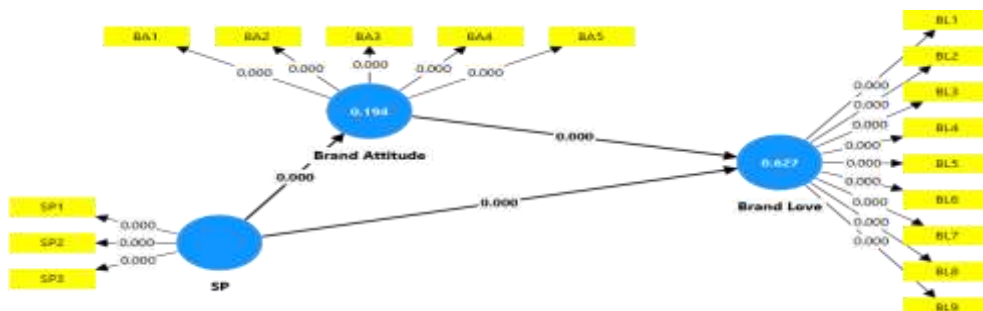 BA1 BA2 BA3 BA4 BA5
0.000 0.000 0.000 0.000 0.000
0.194
Brand Attitude
0.000
0.000
0.000
SP1
SP2
SP3
0.000
0.000
0.000
SP
0.627
Brand Love
0.000
0.000
0.000
0.000
0.000
0.000
0.000
0.000
0.000
BL1
BL2
BL3
BL4
BL5
BL6
BL7
BL8
BL9